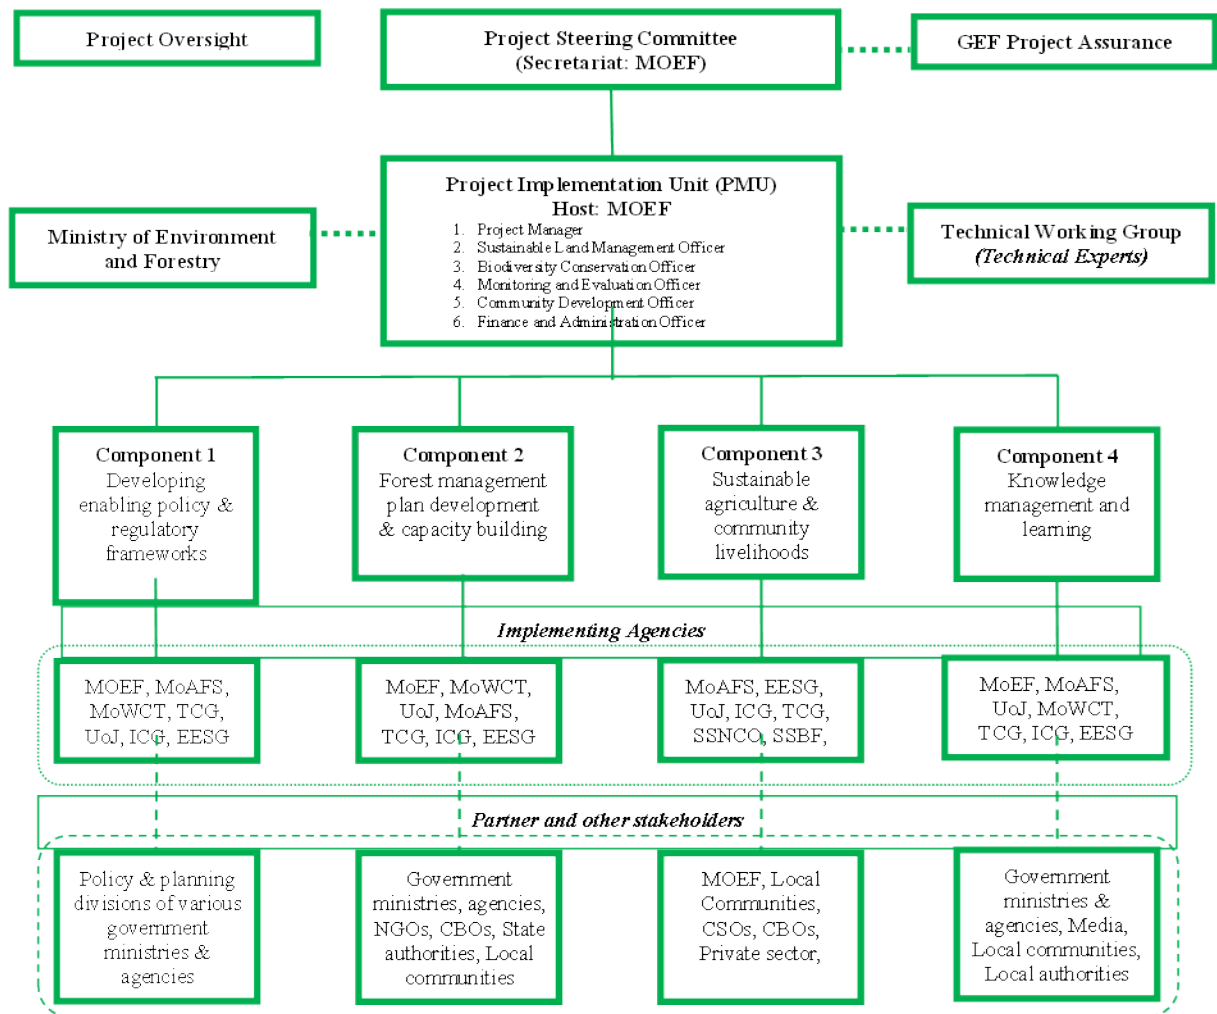 Project Oversight
Project Steering Committee
(Secretariat: MOEF)
GEF Project Assurance
Project Implementation Unit (PMU)
Host: MOEF
1. Project Manager
2. Sustainable Land Management Officer
3. Biodiversity Conservation Officer
4. Monitoring and Evaluation Officer
5. Community Development Officer
6. Finance and Administration Officer
Ministry of Environment
and Forestry
Technical Working Group
(Technical Experts)
Component 1
Developing
enabling policy &
regulatory
frameworks
Component 2
Forest management
plan development
& capacity building
Component 3
Sustainable
agriculture &
community
livelihoods
Component 4
Knowledge
management and
learning
Implementing Agencies
MOEF, MoAFS,
MoWCT, TCG,
UoJ, ICG, EESG
MoEF, MoWCT,
UoJ, MoAFS,
TCG, ICG, EESG
MoAFS, EESG,
UoJ, ICG, TCG,
SSNCO, SSBF,
MoEF, MoAFS,
UoJ, MoWCT,
TCG, ICG, EESG
Partner and other stakeholders
Policy & planning
divisions of various
government
ministries &
agencies
Government
ministries, agencies,
NGOs, CBOs, State
authorities, Local
communities
MOEF, Local
Communities,
CSOs, CBOs,
Private sector,
Government
ministries &
agencies, Media,
Local communities,
Local authorities